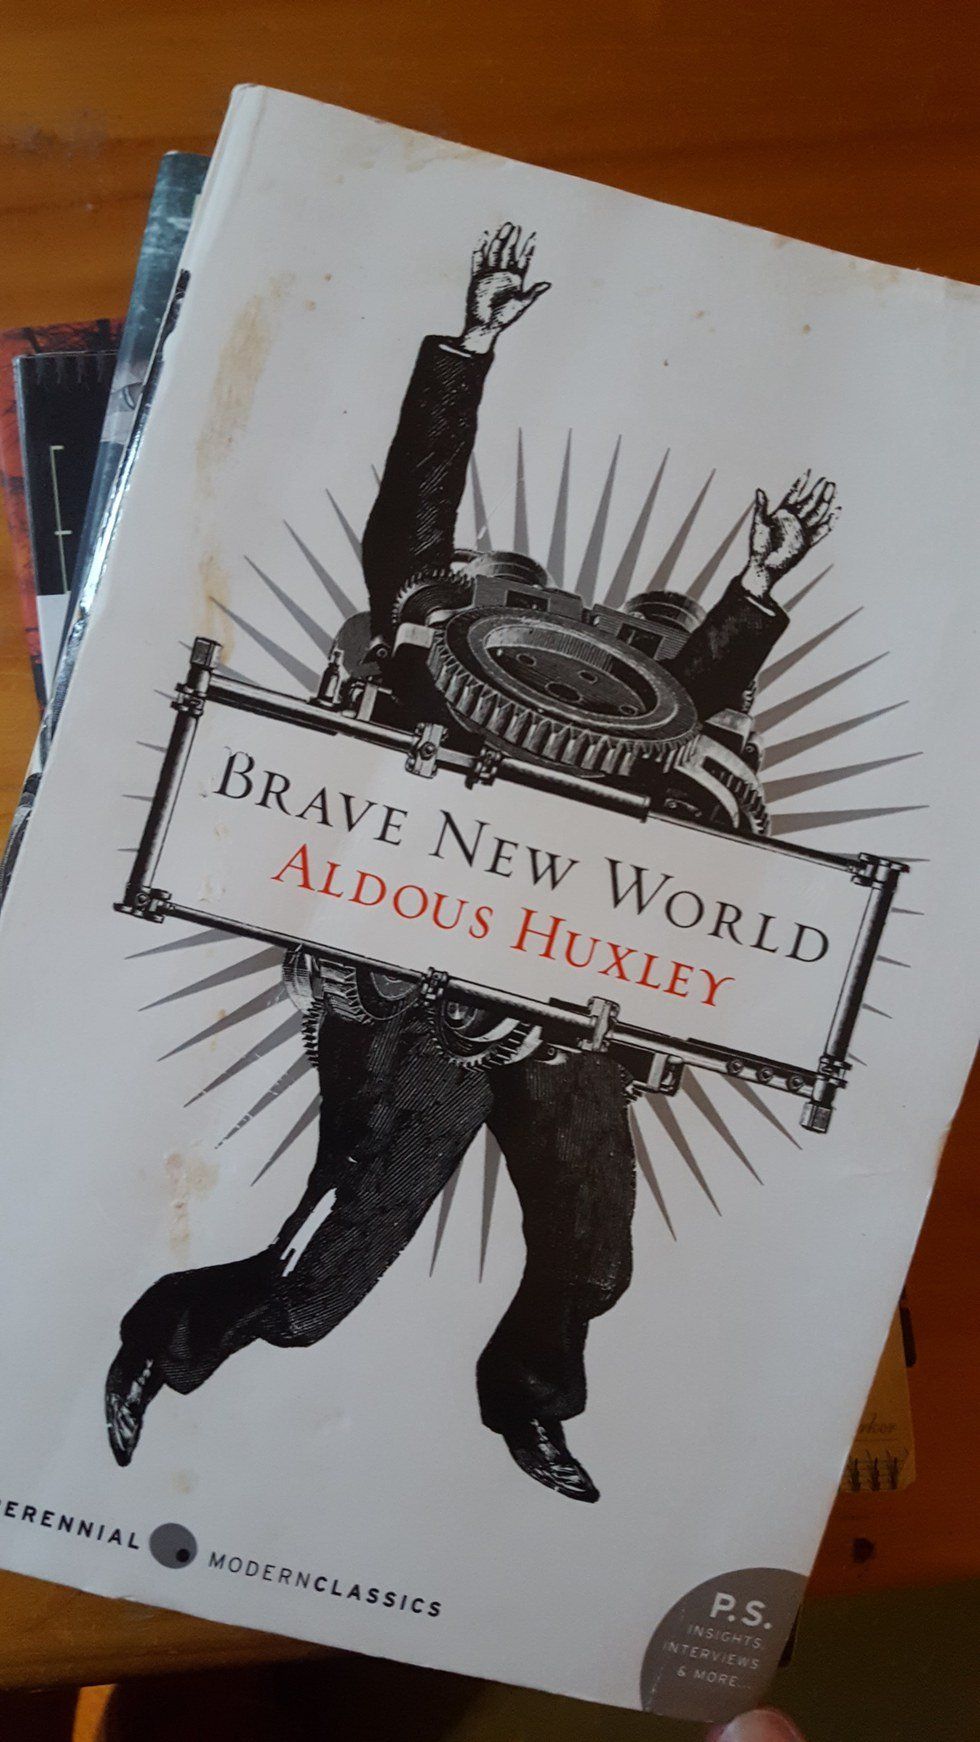 BRAVE NEW WORLD
ALDOUS HUXLEY
ERENNIAL MODERNCLASSICS
P.S.
INSIGHTS,
INTERVIEWS
& MORE...